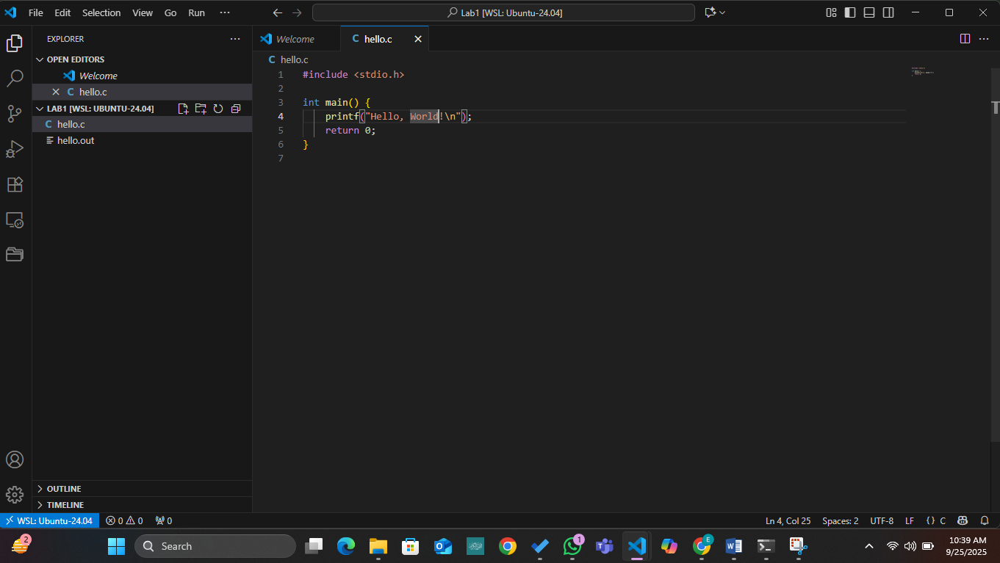 File Edit Selection View Go Run ···
Lab1 [WSL: Ubuntu-24.04]
EXPLORER ···
OPEN EDITORS
Welcome
C hello.c
LAB1 [WSL: UBUNTU-24.04]
C hello.c
hello.out
OUTLINE
TIMELINE
Welcome
C hello.c
C hello.c
1 #include <stdio.h>
2
3 int main() {
4 printf("Hello, World!\n");
5 return 0;
6 }
7
WSL: Ubuntu-24.04 0 0 0
Ln 4, Col 25 Spaces: 2 UTF-8 LF {} C
2
Search
1
E
10:39 AM
9/25/2025